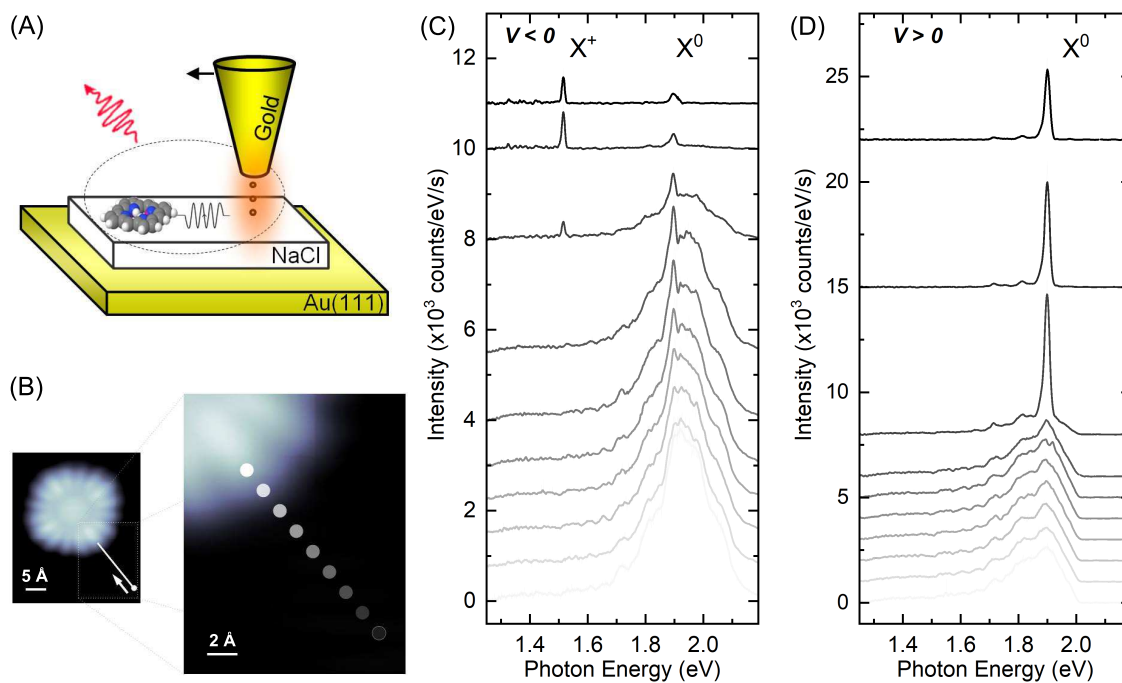 (A)
Gold
NaCl
Au(111)
(B)
5 Å
2 Å
(C)
V < 0
X⁺
X⁰
Intensity (x10³ counts/eV/s)
12
10
8
6
4
2
0
1.4
1.6
1.8
2.0
Photon Energy (eV)
(D)
V > 0
X⁰
Intensity (x10³ counts/eV/s)
25
20
15
10
5
0
1.4
1.6
1.8
2.0
Photon Energy (eV)